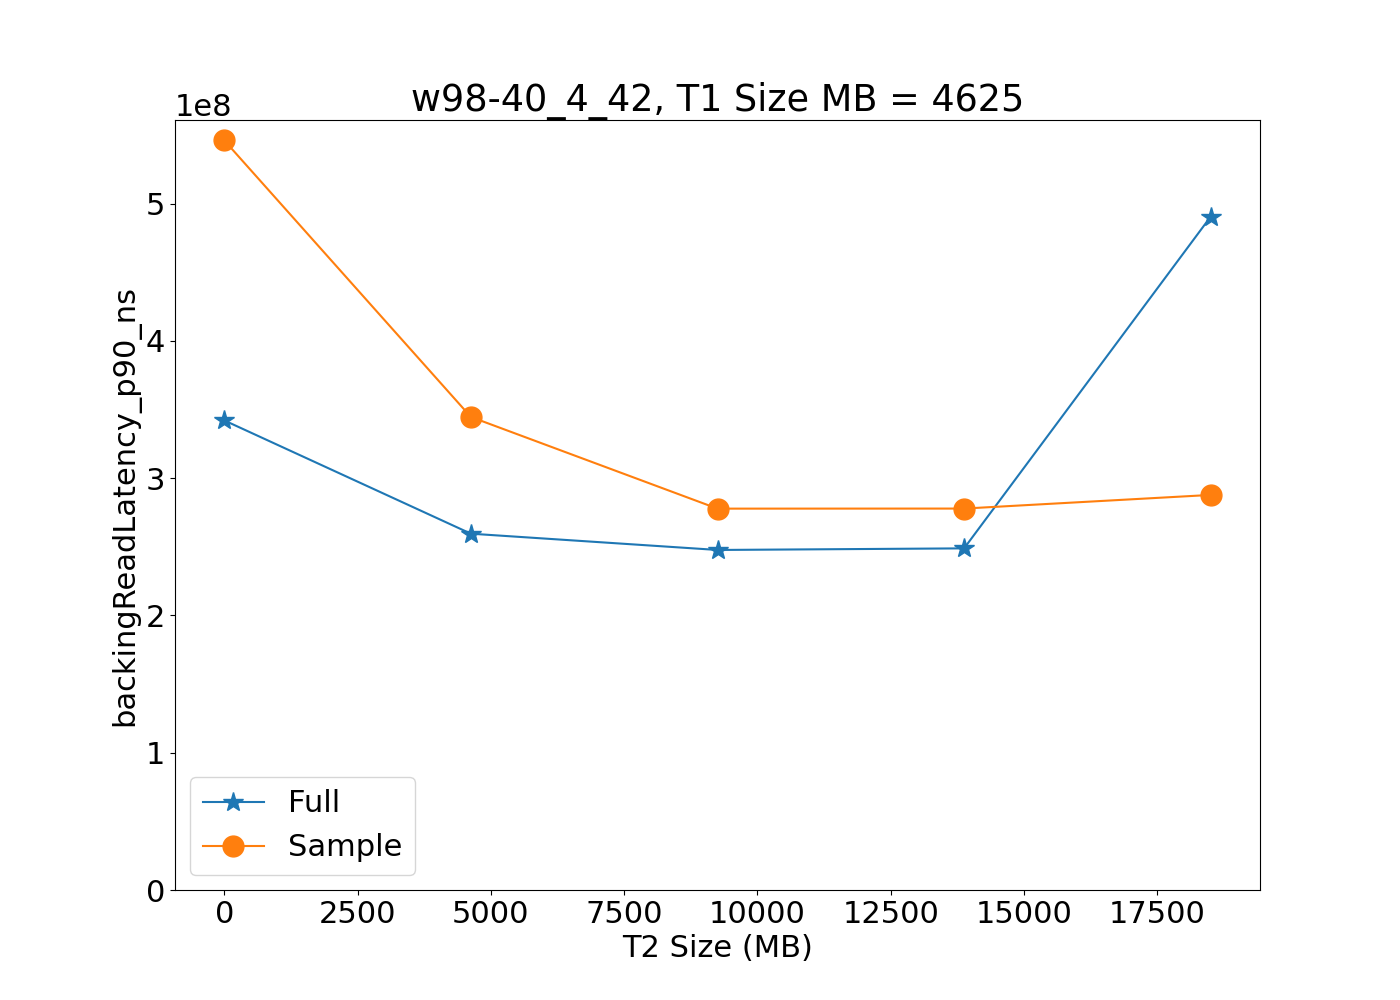 w98-40_4_42, T1 Size MB = 4625
1e8
backingReadLatency_p90_ns
5
4
3
2
1
0
Full
Sample
0 2500 5000 7500 10000 12500 15000 17500
T2 Size (MB)